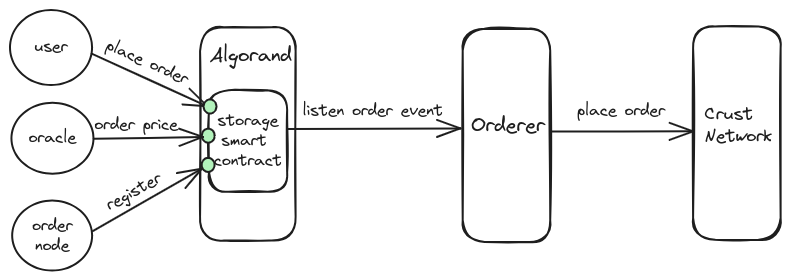 user
place order
Algorand
oracle
order price
storage
smart
contract
order
node
register
listen order event
Orderer
place order
Crust
Network